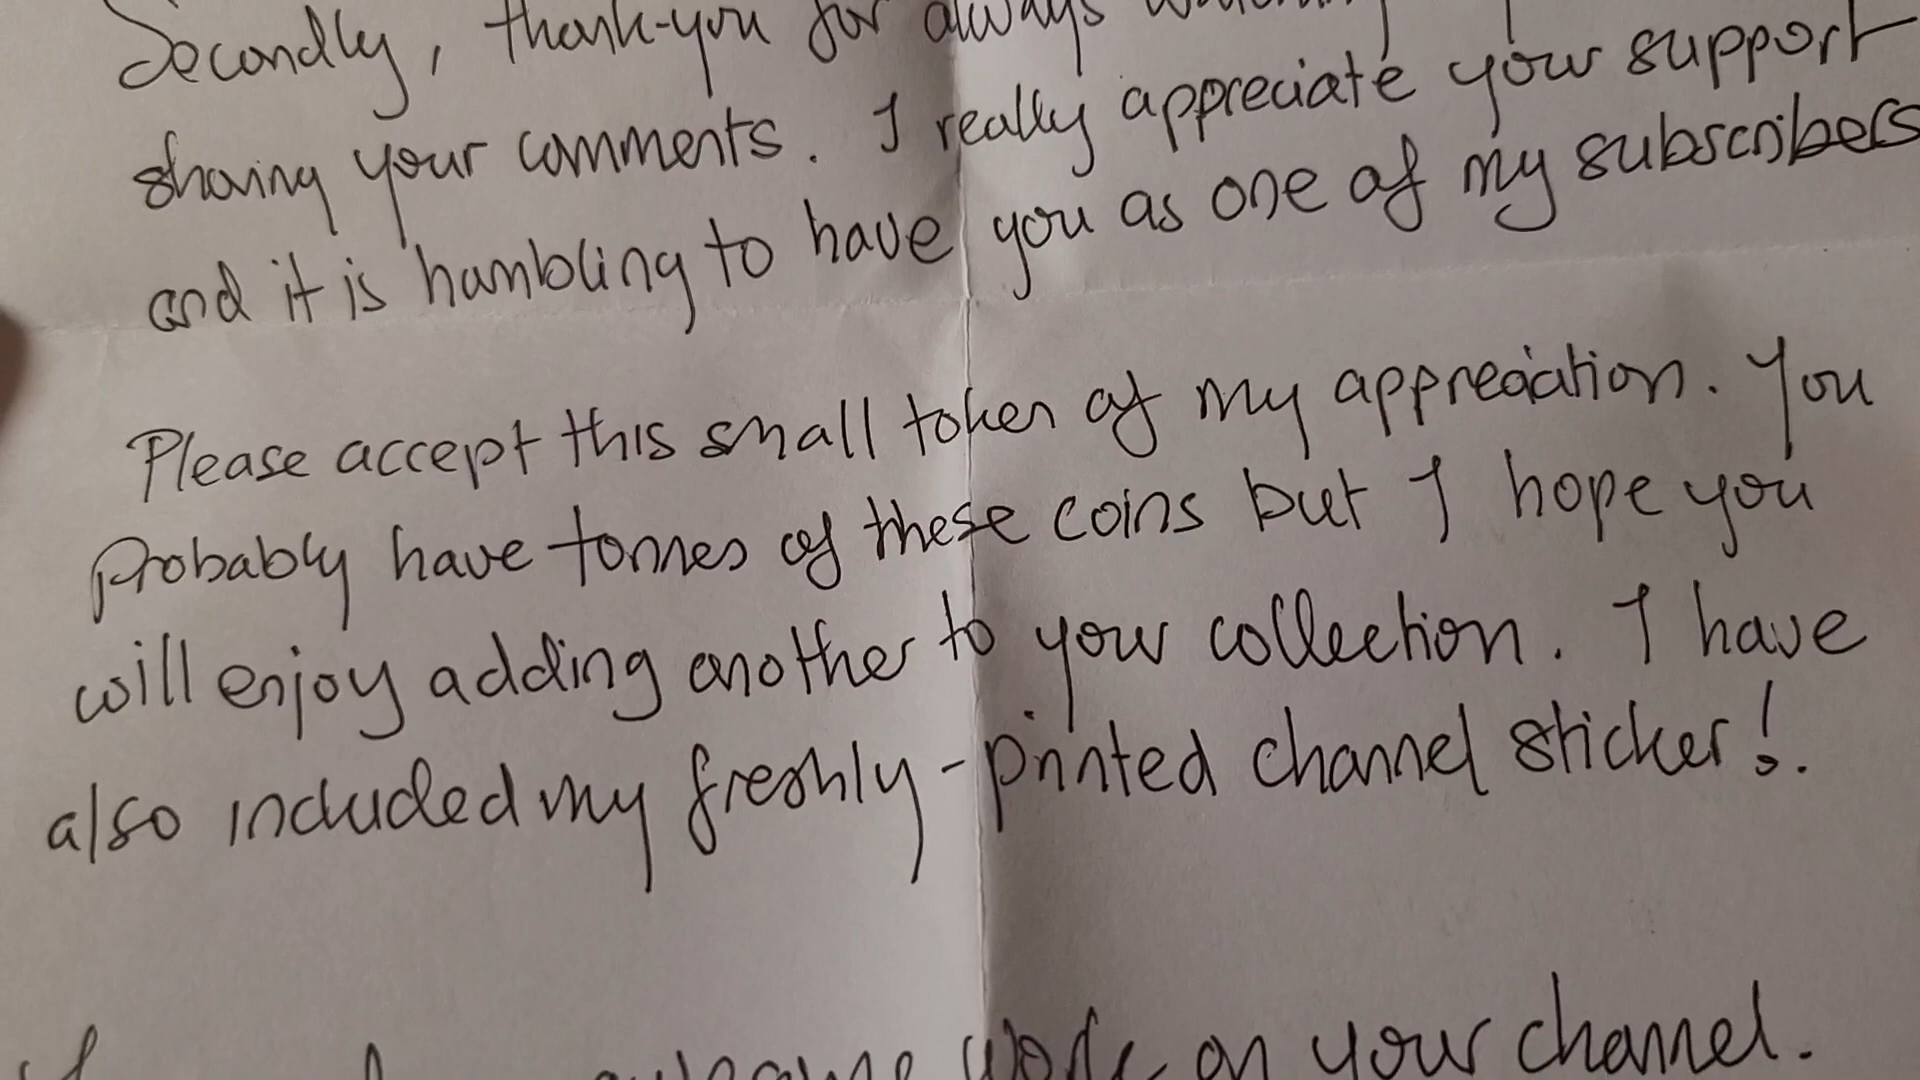 Secondly, thank-you for always
sharing your comments. I really appreciate your support
and it is humbling to have you as one of my subscribers
Please accept this small token of my appreciation. You
probably have tonnes of these coins but I hope you
will enjoy adding another to your collection. I have
also included my freshly-printed channel sticker!.
work on your channel.